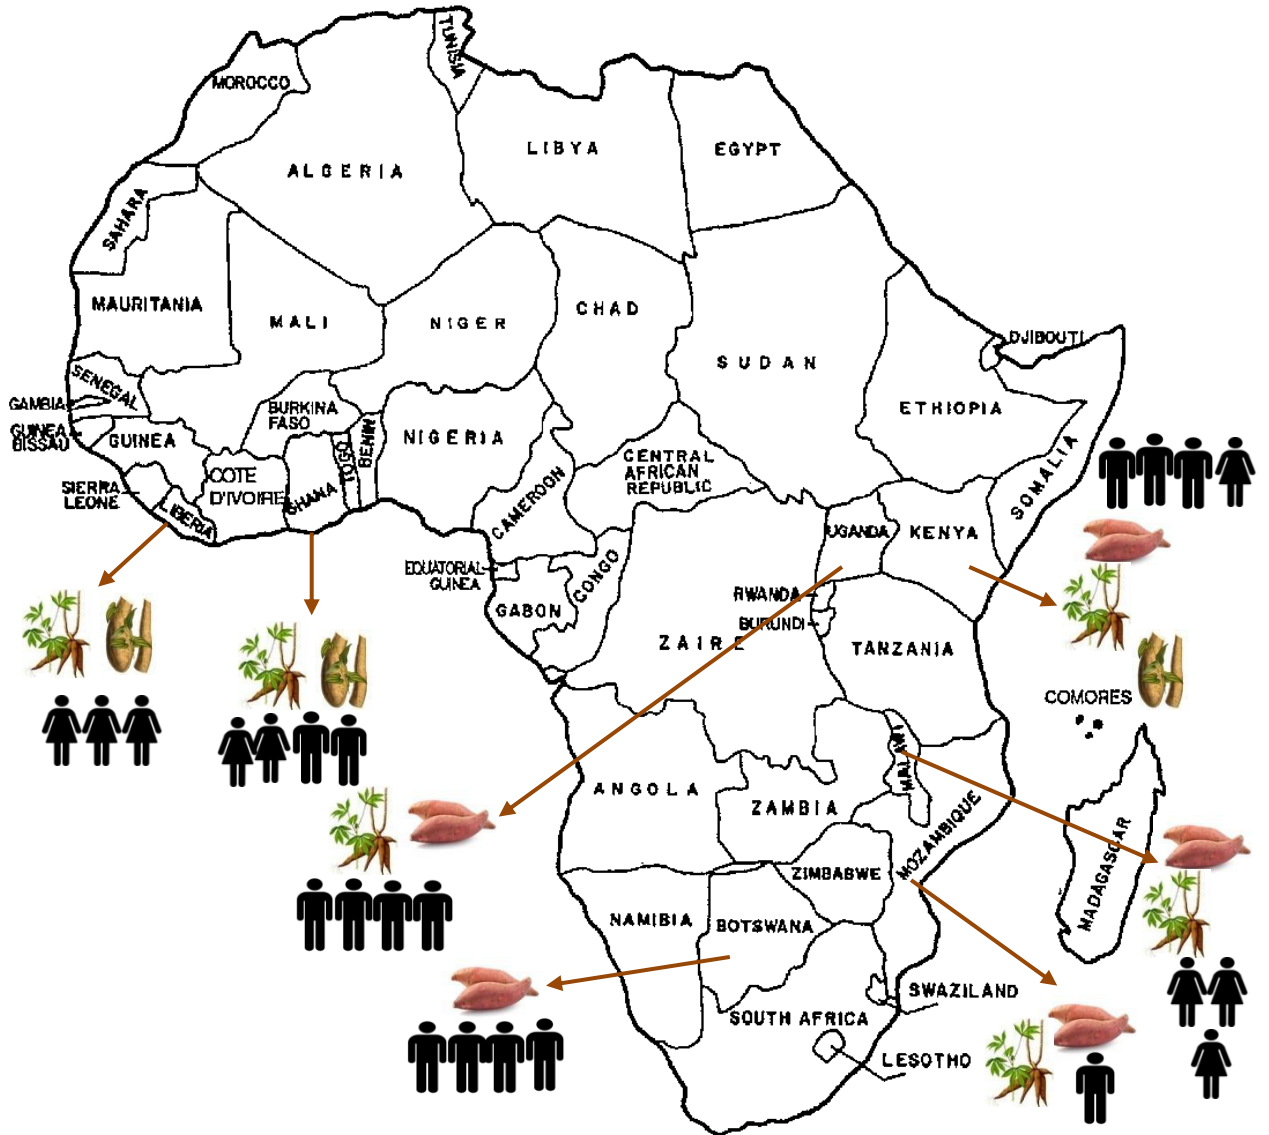 TUNISIA
MOROCCO
ALGERIA
LIBYA
EGYPT
SAHARA
MAURITANIA
MALI
NIGER
CHAD
SUDAN
DJIBOUTI
SENEGAL
GAMBIA
GUINEA
BISSAU
GUINEA
BURKINA
FASO
BENIN
TOGO
NIGERIA
ETHIOPIA
SOMALIA
SIERRA
LEONE
LIBERIA
COTE
D'IVOIRE
GHANA
CAMEROON
CENTRAL
AFRICAN
REPUBLIC
UGANDA
KENYA
EQUATORIAL
GUINEA
GABON
CONGO
RWANDA
BURUNDI
ZAIRE
TANZANIA
COMORES
ANGOLA
ZAMBIA
MALAWI
MOZAMBIQUE
MADAGASCAR
ZIMBABWE
NAMIBIA
BOTSWANA
SWAZILAND
SOUTH AFRICA
LESOTHO